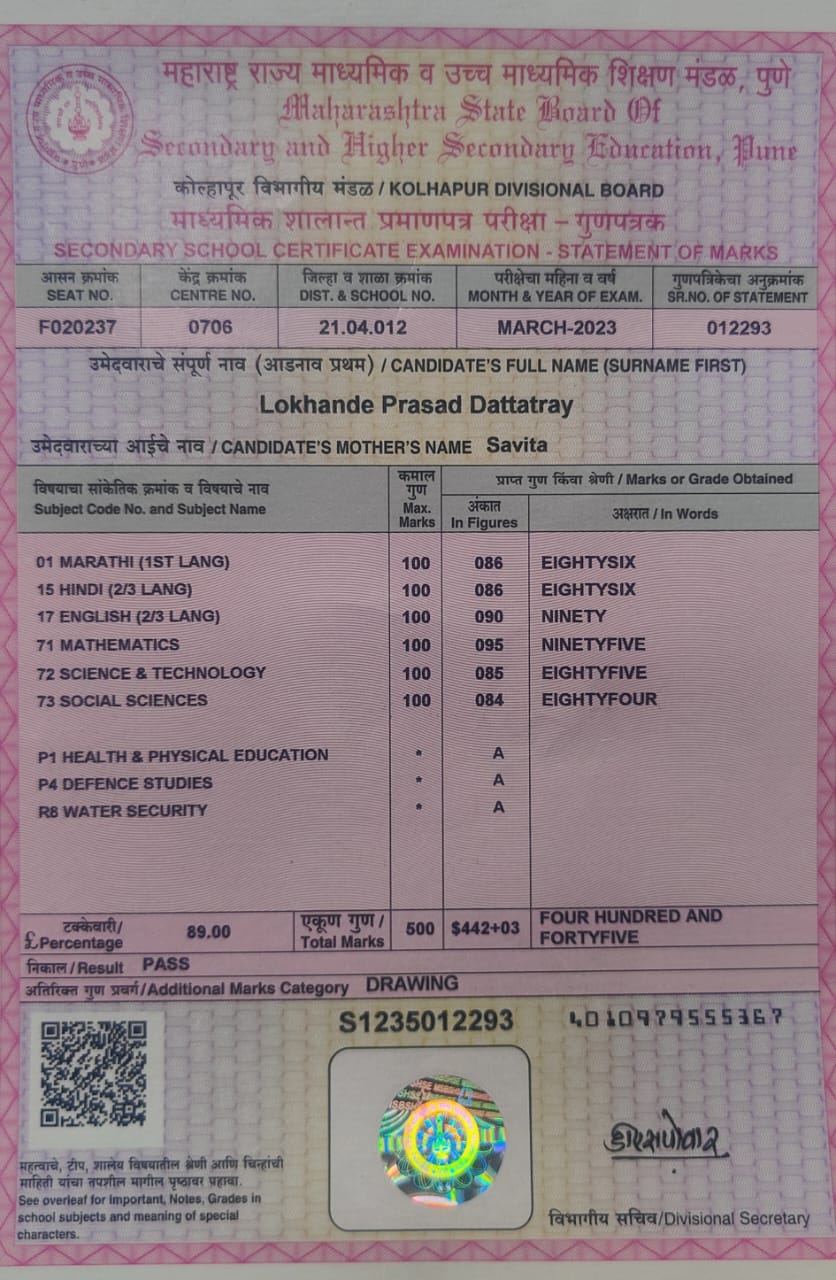 महाराष्ट्र राज्य माध्यमिक व उच्च माध्यमिक शिक्षण मंडळ, पुणे
Maharashtra State Board Of
Secondary and Higher Secondary Education, Pune
कोल्हापूर विभागीय मंडळ / KOLHAPUR DIVISIONAL BOARD
माध्यमिक शालान्त प्रमाणपत्र परीक्षा – गुणपत्रक
SECONDARY SCHOOL CERTIFICATE EXAMINATION - STATEMENT OF MARKS
आसन क्रमांक केंद्र क्रमांक जिल्हा व शाळा क्रमांक परीक्षेचा महिना व वर्ष गुणपत्रिकेचा अनुक्रमांक
SEAT NO. CENTRE NO. DIST. & SCHOOL NO. MONTH & YEAR OF EXAM. SR.NO. OF STATEMENT
F020237 0706 21.04.012 MARCH-2023 012293
उमेदवाराचे संपूर्ण नाव (आडनाव प्रथम) / CANDIDATE'S FULL NAME (SURNAME FIRST)
Lokhande Prasad Dattatray
उमेदवाराच्या आईचे नाव / CANDIDATE'S MOTHER'S NAME Savita
विषयाचा सांकेतिक क्रमांक व विषयाचे नाव
Subject Code No. and Subject Name
कमाल
गुण
Max.
Marks
प्राप्त गुण किंवा श्रेणी / Marks or Grade Obtained
अंकात
In Figures
अक्षरात / In Words
01 MARATHI (1ST LANG) 100 086 EIGHTYSIX
15 HINDI (2/3 LANG) 100 086 EIGHTYSIX
17 ENGLISH (2/3 LANG) 100 090 NINETY
71 MATHEMATICS 100 095 NINETYFIVE
72 SCIENCE & TECHNOLOGY 100 085 EIGHTYFIVE
73 SOCIAL SCIENCES 100 084 EIGHTYFOUR
P1 HEALTH & PHYSICAL EDUCATION * A
P4 DEFENCE STUDIES * A
R8 WATER SECURITY * A
टक्केवारी/
£Percentage
89.00
एकूण गुण /
Total Marks
500 $442+03
FOUR HUNDRED AND
FORTYFIVE
निकाल / Result PASS
अतिरिक्त गुण प्रवर्ग/Additional Marks Category DRAWING
S1235012293
4010979555367
महत्वाचे, टीप, शालेय विषयातील श्रेणी आणि चिन्हांची
माहिती यांचा तपशील मागील पृष्ठावर पहावा.
See overleaf for Important, Notes, Grades in
school subjects and meaning of special
characters.
विभागीय सचिव/Divisional Secretary